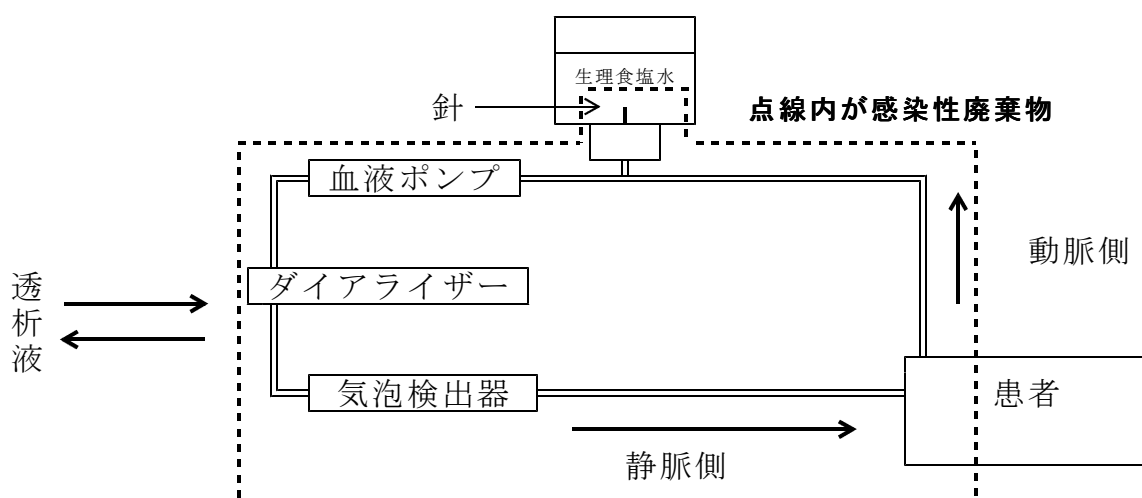 生理食塩水
針
点線内が感染性廃棄物
血液ポンプ
動脈側
ダイアライザー
透析液
気泡検出器
患者
静脈側